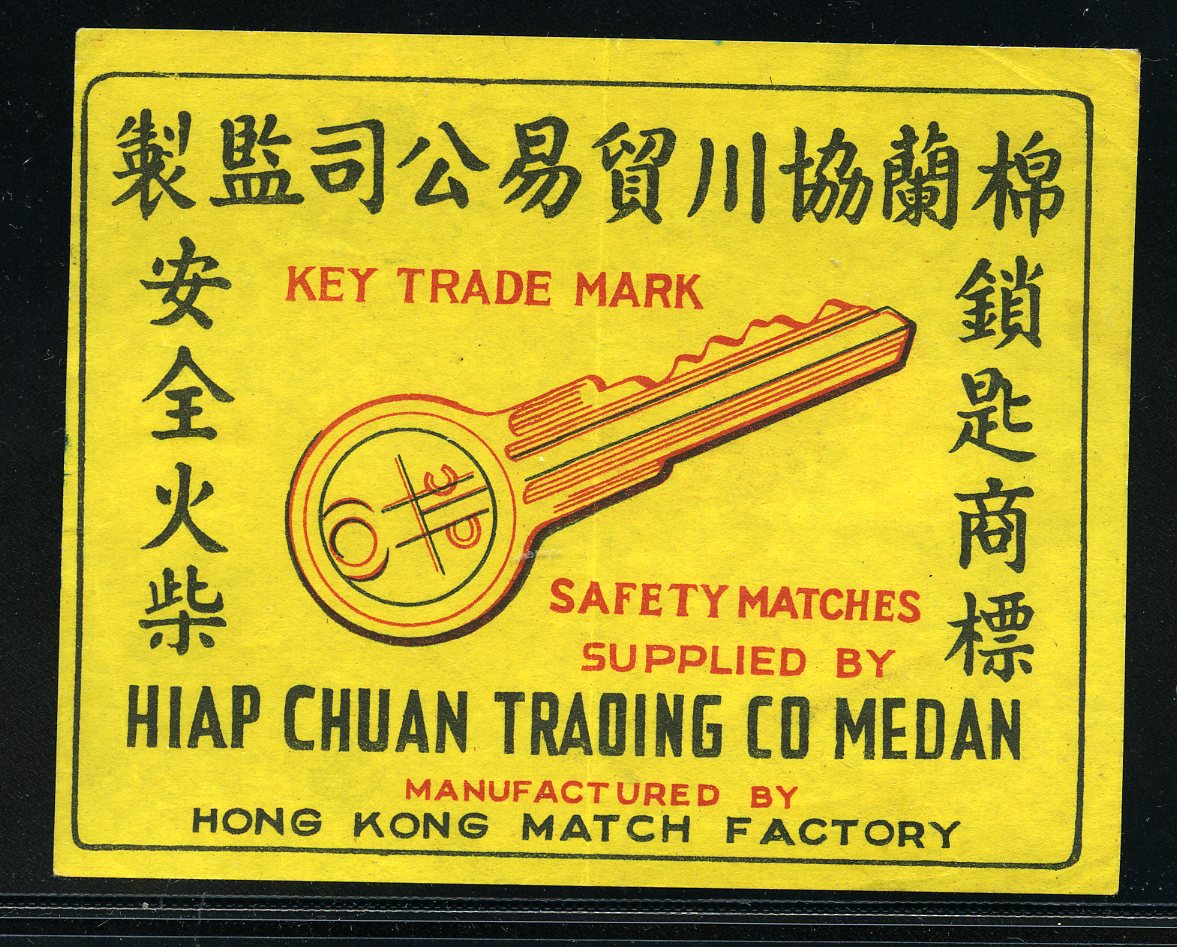 棉蘭協川貿易公司監製
鎖匙商標
安全火柴
KEY TRADE MARK
SAFETY MATCHES
SUPPLIED BY
HIAP CHUAN TRADING CO MEDAN
MANUFACTURED BY
HONG KONG MATCH FACTORY